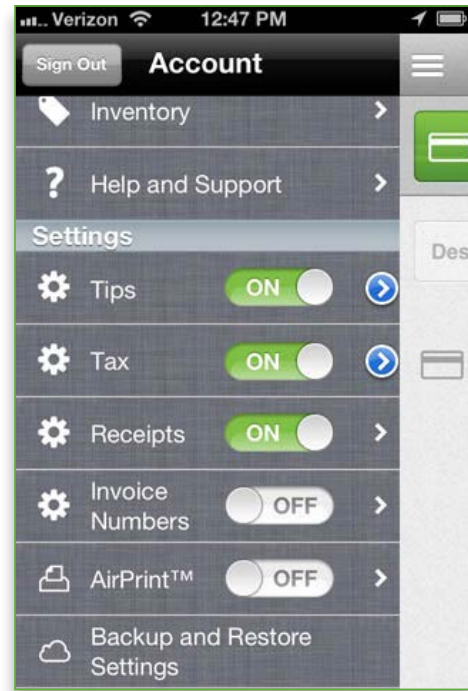 Verizon 12:47 PM
Sign Out Account
Inventory
? Help and Support
Settings
Tips ON
Des
Tax ON
Receipts ON
Invoice
Numbers OFF
AirPrint™ OFF
Backup and Restore
Settings